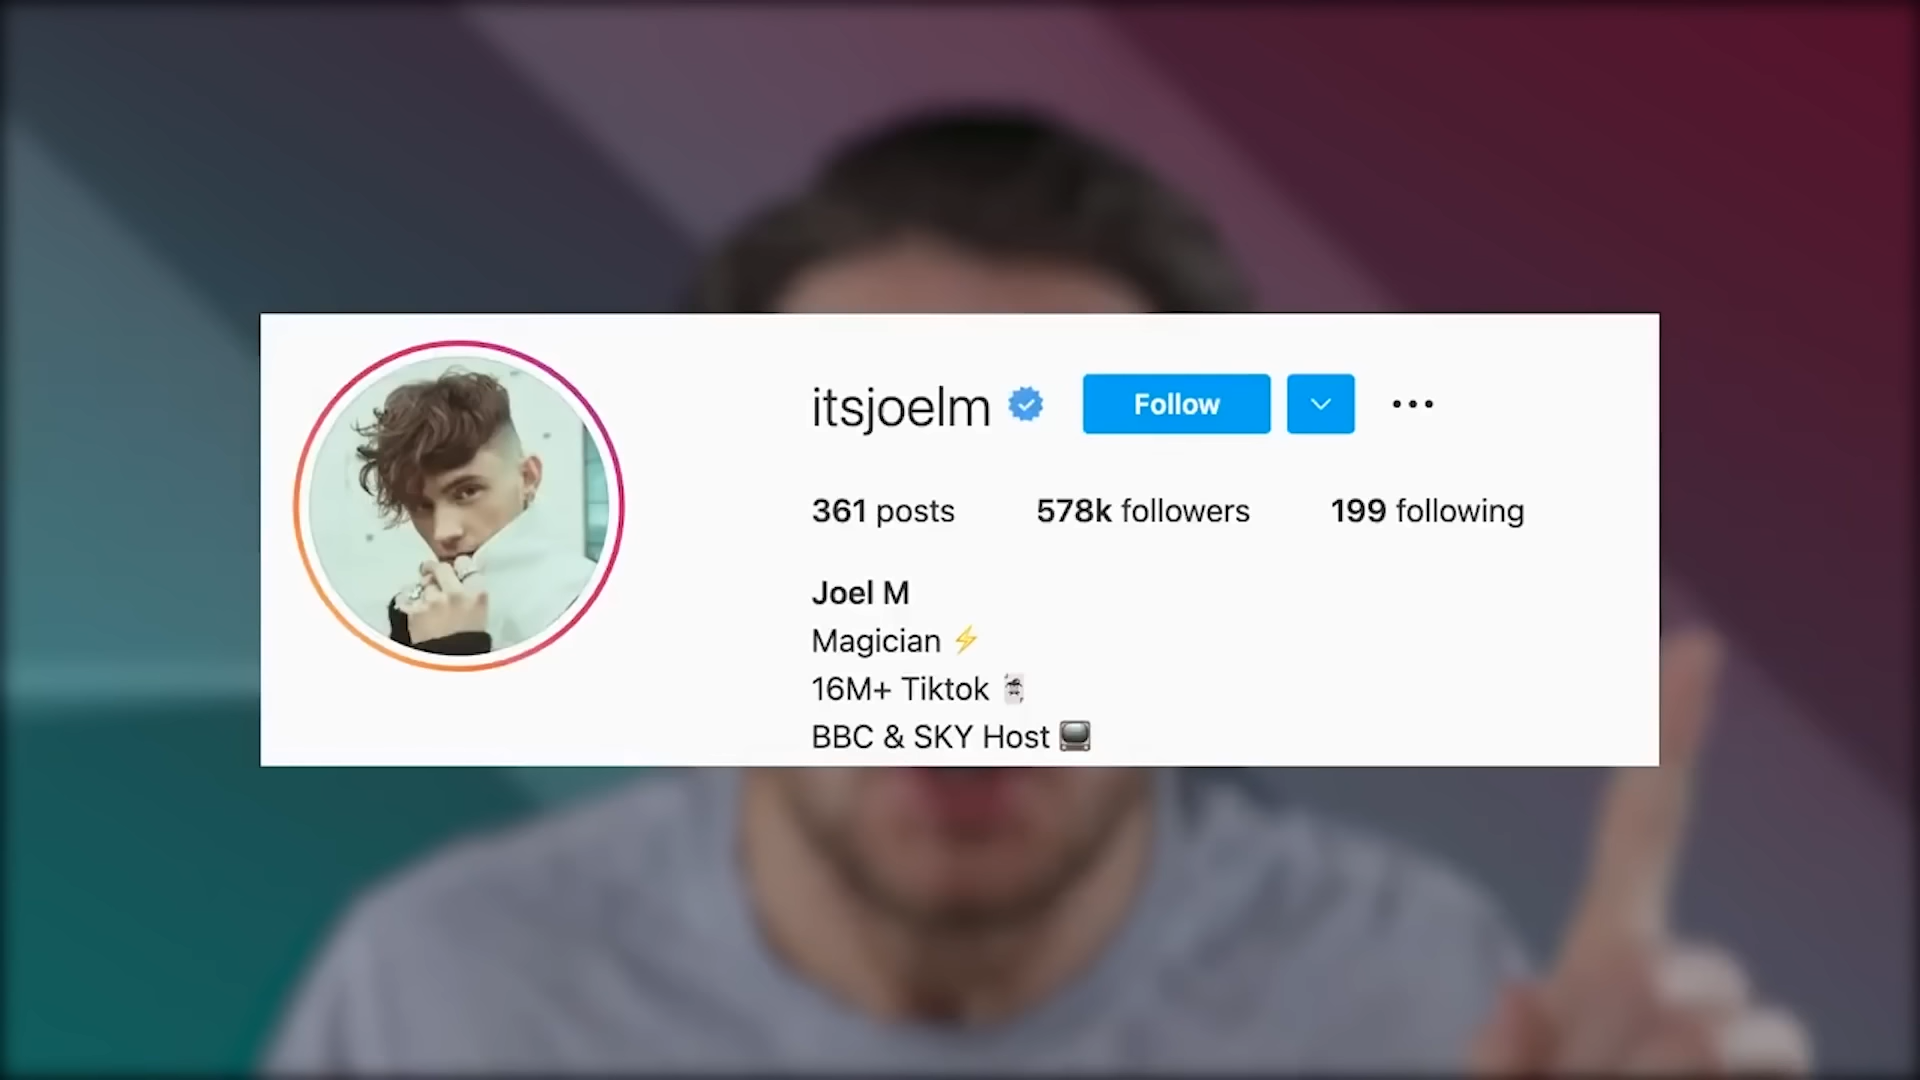 itsjoelm Follow
361 posts 578k followers 199 following
Joel M
Magician ⚡
16M+ Tiktok 🃏
BBC & SKY Host 📺